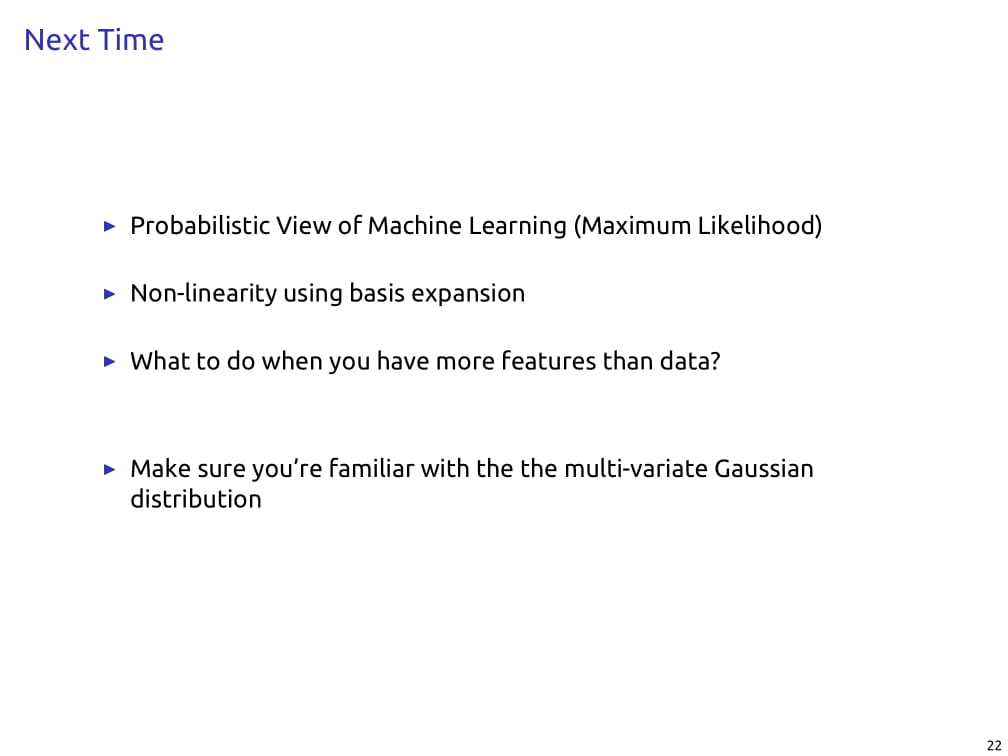 Next Time
▶ Probabilistic View of Machine Learning (Maximum Likelihood)
▶ Non-linearity using basis expansion
▶ What to do when you have more features than data?
▶ Make sure you’re familiar with the the multi-variate Gaussian
distribution
22